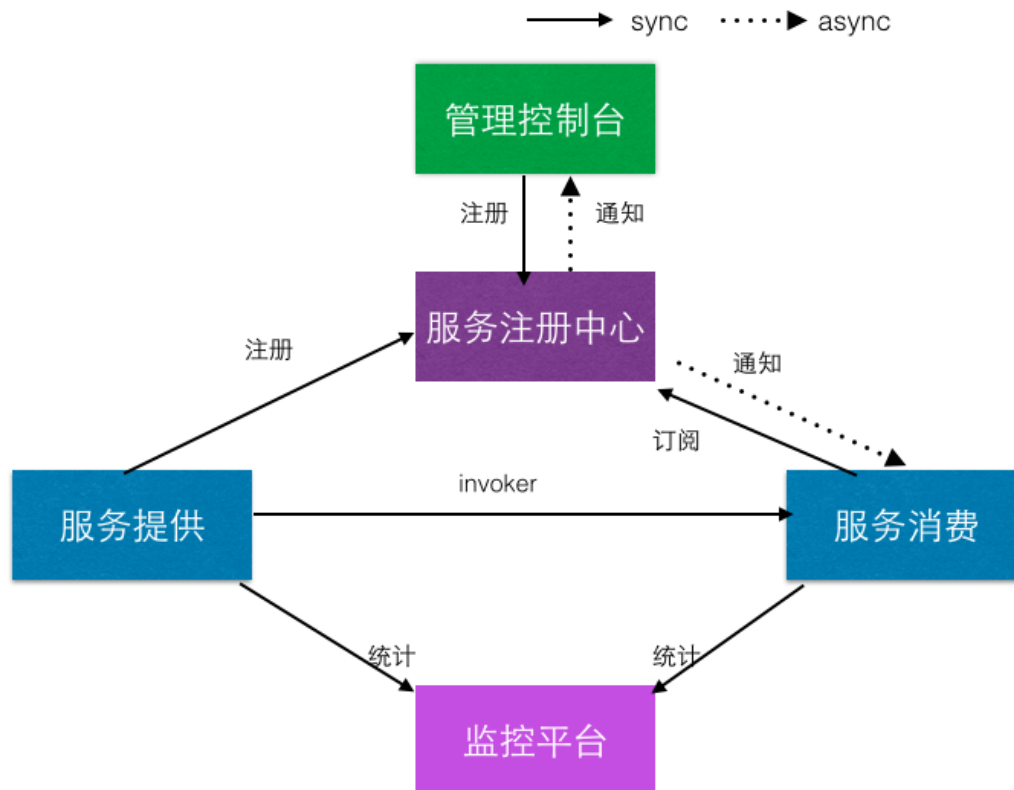 sync
async
管理控制台
注册
通知
服务注册中心
注册
通知
订阅
invoker
服务提供
服务消费
统计
统计
监控平台